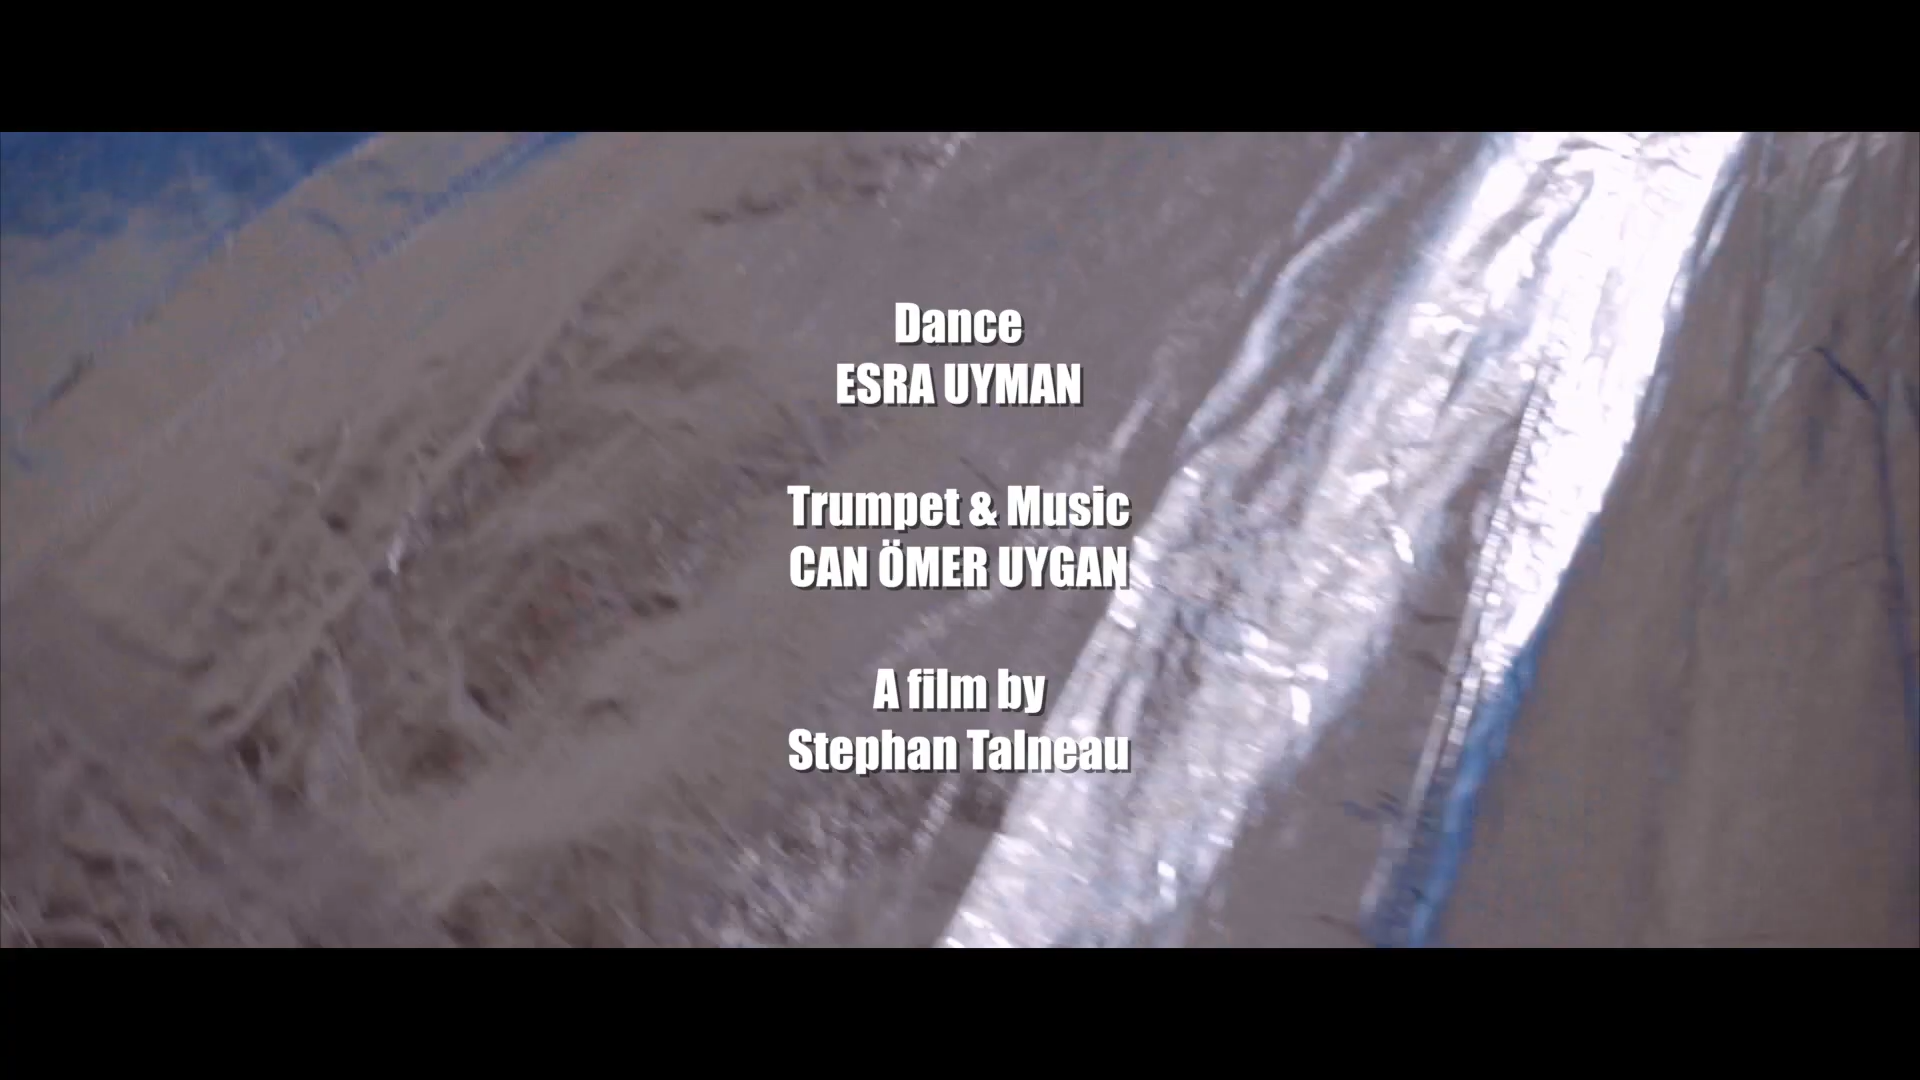 Dance
ESRA UYMAN
Trumpet & Music
CAN ÖMER UYGAN
A film by
Stephan Talneau